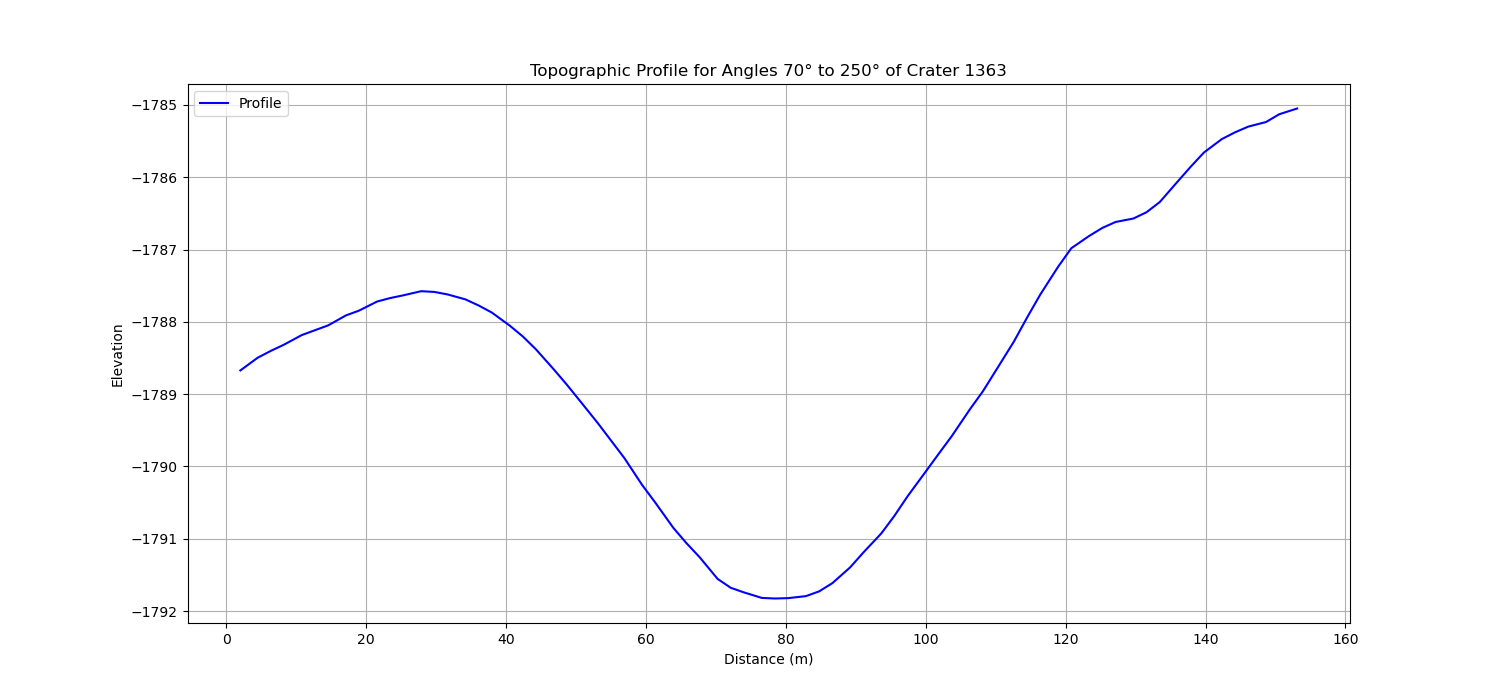 Topographic Profile for Angles 70° to 250° of Crater 1363
Profile
−1785
−1786
−1787
−1788
−1789
−1790
−1791
−1792
Elevation
0 20 40 60 80 100 120 140 160
Distance (m)